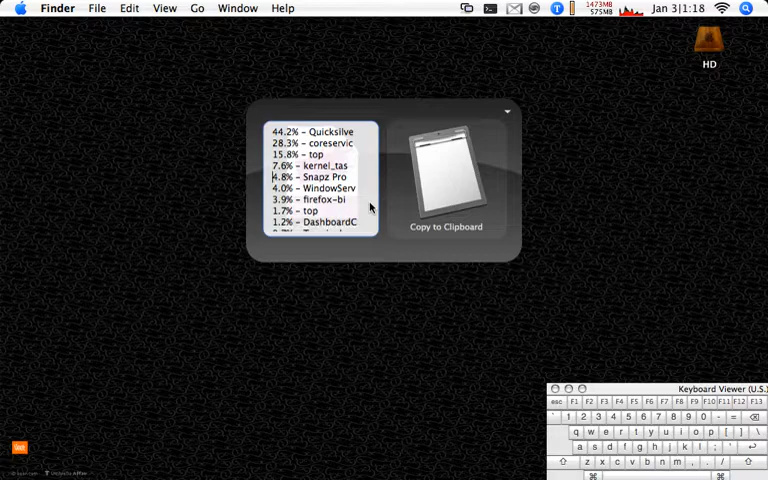 Finder File Edit View Go Window Help
1473MB
575MB
Jan 3|1:18
HD
44.2% - Quicksilve
28.3% - coreservic
15.8% - top
7.6% - kernel_tas
4.8% - Snapz Pro
4.0% - WindowServ
3.9% - firefox-bi
1.7% - top
1.2% - DashboardC
Copy to Clipboard
Keyboard Viewer (U.S.
esc F1 F2 F3 F4 F5 F6 F7 F8 F9 F10 F11 F12 F13
` 1 2 3 4 5 6 7 8 9 0 - =
q w e r t y u i o p [ ] \
a s d f g h j k l ; '
z x c v b n m , . /